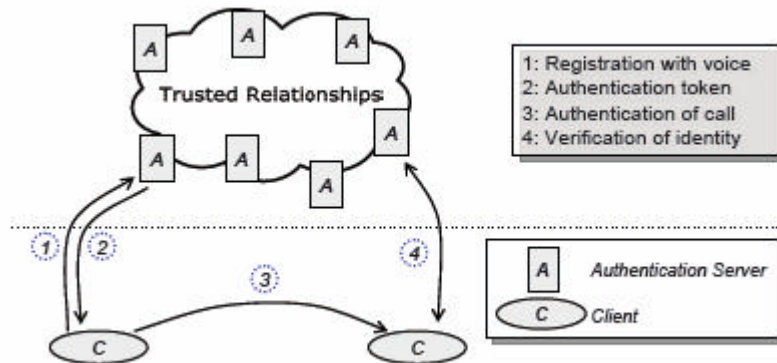 A
A
A
Trusted Relationships
A
A
A
A
1: Registration with voice
2: Authentication token
3: Authentication of call
4: Verification of identity
1
2
3
4
C
C
A Authentication Server
C Client